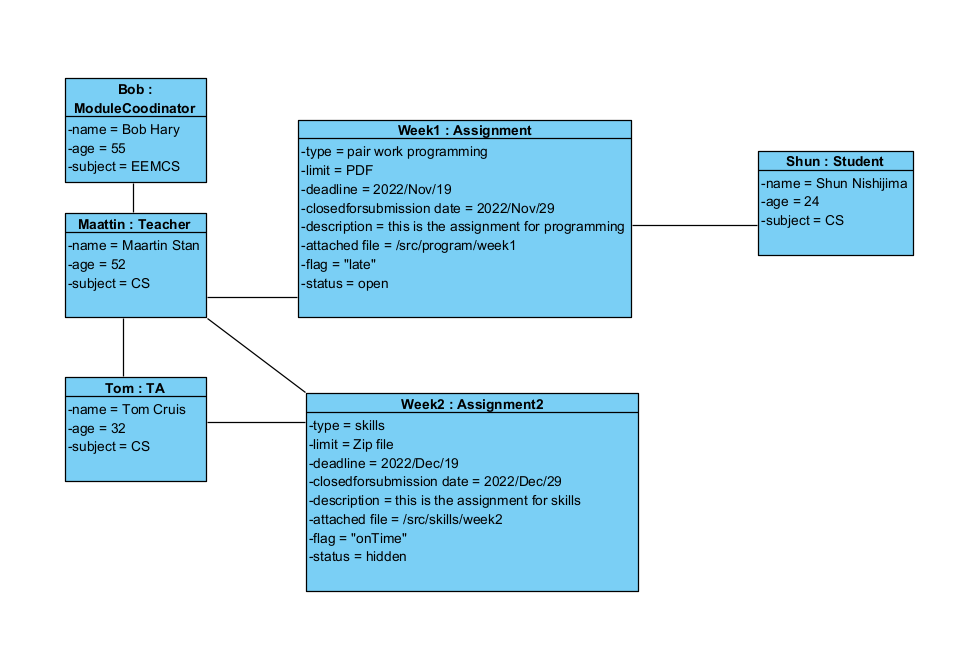 Bob :
ModuleCoodinator
-name = Bob Hary
-age = 55
-subject = EEMCS
Maattin : Teacher
-name = Maartin Stan
-age = 52
-subject = CS
Tom : TA
-name = Tom Cruis
-age = 32
-subject = CS
Week1 : Assignment
-type = pair work programming
-limit = PDF
-deadline = 2022/Nov/19
-closedforsubmission date = 2022/Nov/29
-description = this is the assignment for programming
-attached file = /src/program/week1
-flag = "late"
-status = open
Week2 : Assignment2
-type = skills
-limit = Zip file
-deadline = 2022/Dec/19
-closedforsubmission date = 2022/Dec/29
-description = this is the assignment for skills
-attached file = /src/skills/week2
-flag = "onTime"
-status = hidden
Shun : Student
-name = Shun Nishijima
-age = 24
-subject = CS